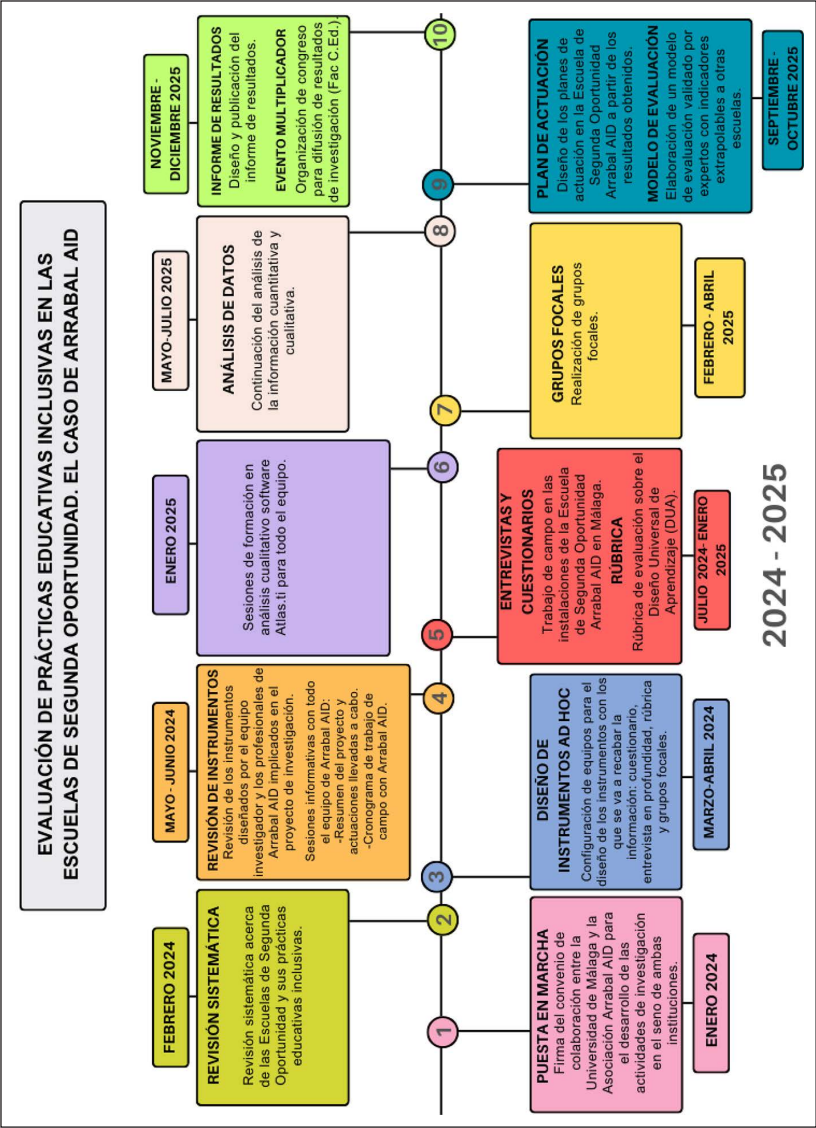 EVALUACIÓN DE PRÁCTICAS EDUCATIVAS INCLUSIVAS EN LAS
ESCUELAS DE SEGUNDA OPORTUNIDAD. EL CASO DE ARRABAL AID
FEBRERO 2024
REVISIÓN SISTEMÁTICA
Revisión sistemática acerca
de las Escuelas de Segunda
Oportunidad y sus prácticas
educativas inclusivas.
MAYO - JUNIO 2024
REVISIÓN DE INSTRUMENTOS
Revisión de los instrumentos
diseñados por el equipo
investigador y los profesionales de
Arrabal AID implicados en el
proyecto de investigación.
Sesiones informativas con todo
el equipo de Arrabal AID:
-Resumen del proyecto y
actuaciones llevadas a cabo.
-Cronograma de trabajo de
campo con Arrabal AID.
ENERO 2025
Sesiones de formación en
análisis cualitativo software
Atlas.ti para todo el equipo.
MAYO-JULIO 2025
ANÁLISIS DE DATOS
Continuación del análisis de
la información cuantitativa y
cualitativa.
NOVIEMBRE -
DICIEMBRE 2025
INFORME DE RESULTADOS
Diseño y publicación del
informe de resultados.
EVENTO MULTIPLICADOR
Organización de congreso
para difusión de resultados
de investigación (Fac C.Ed.).
1
2
3
4
5
6
7
8
9
10
PUESTA EN MARCHA
Firma del convenio de
colaboración entre la
Universidad de Málaga y la
Asociación Arrabal AID para
el desarrollo de las
actividades de investigación
en el seno de ambas
instituciones.
ENERO 2024
DISEÑO DE
INSTRUMENTOS AD HOC
Configuración de equipos para el
diseño de los instrumentos con los
que se va a recabar la
información: cuestionario,
entrevista en profundidad, rúbrica
y grupos focales.
MARZO-ABRIL 2024
ENTREVISTAS Y
CUESTIONARIOS
Trabajo de campo en las
instalaciones de la Escuela
de Segunda Oportunidad
Arrabal AID en Málaga.
RÚBRICA
Rúbrica de evaluación sobre el
Diseño Universal de
Aprendizaje (DUA).
JULIO 2024- ENERO
2025
GRUPOS FOCALES
Realización de grupos
focales.
FEBRERO - ABRIL
2025
PLAN DE ACTUACIÓN
Diseño de los planes de
actuación en la Escuela de
Segunda Oportunidad
Arrabal AID a partir de los
resultados obtenidos.
MODELO DE EVALUACIÓN
Elaboración de un modelo
de evaluación validado por
expertos con indicadores
extrapolables a otras
escuelas.
SEPTIEMBRE -
OCTUBRE 2025
2024 - 2025